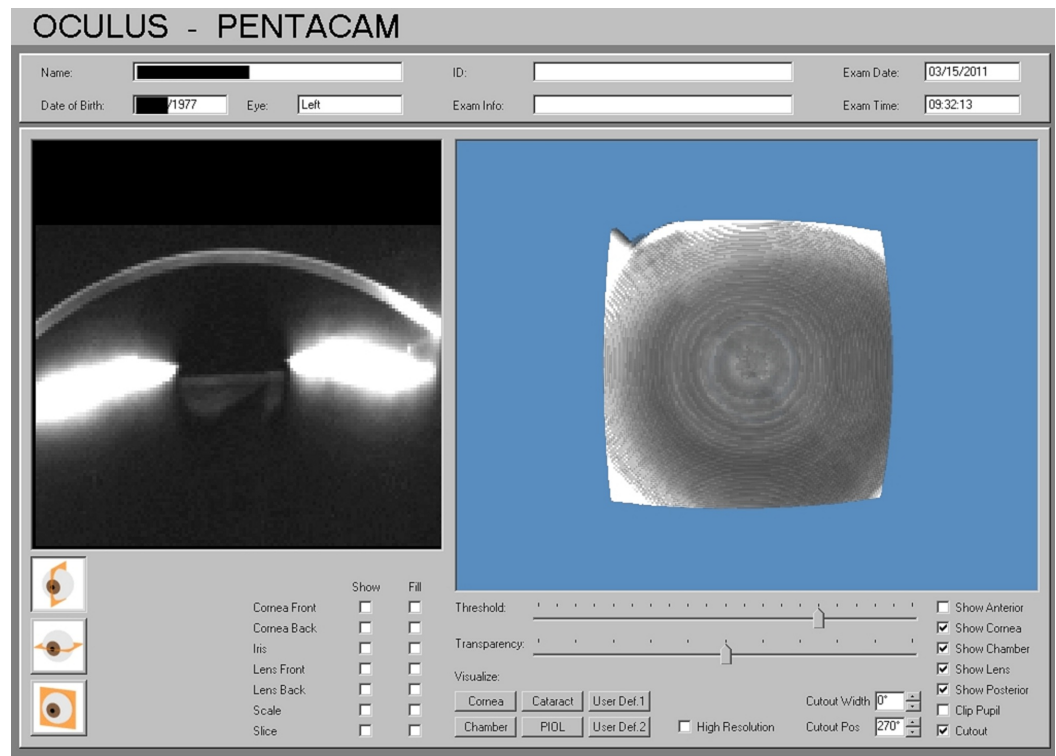 OCULUS - PENTACAM
Name: ID: Exam Date: 03/15/2011
Date of Birth: /1977 Eye: Left Exam Info: Exam Time: 09:32:13
Show Fill
Cornea Front
Cornea Back
Iris
Lens Front
Lens Back
Scale
Slice
Threshold:
Transparency:
Visualize:
Cornea Cataract User Def.1
Chamber PIOL User Def.2 High Resolution
Cutout Width 0°
Cutout Pos 270°
Show Anterior
Show Cornea
Show Chamber
Show Lens
Show Posterior
Clip Pupil
Cutout